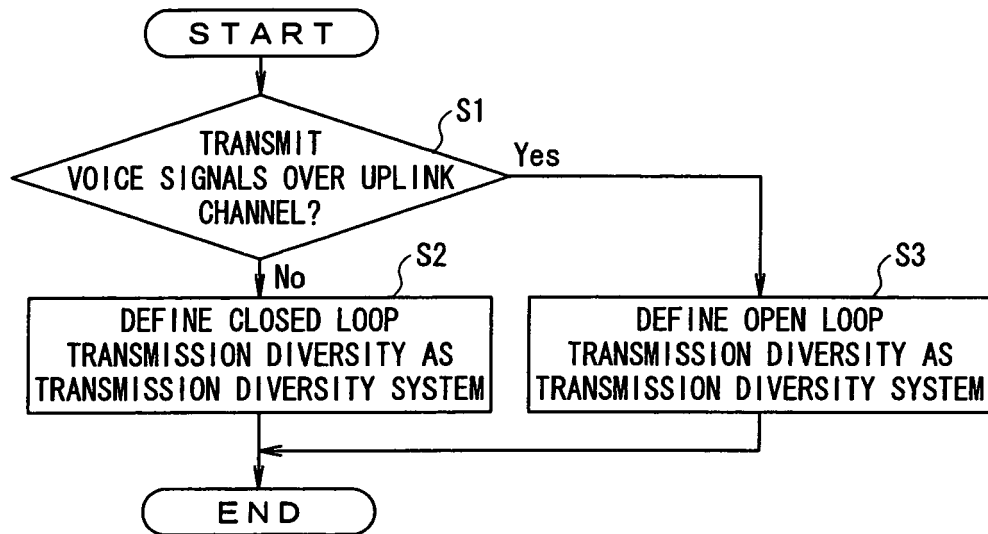 START
S1
TRANSMIT
VOICE SIGNALS OVER UPLINK
CHANNEL?
Yes
No
S2
DEFINE CLOSED LOOP
TRANSMISSION DIVERSITY AS
TRANSMISSION DIVERSITY SYSTEM
S3
DEFINE OPEN LOOP
TRANSMISSION DIVERSITY AS
TRANSMISSION DIVERSITY SYSTEM
END